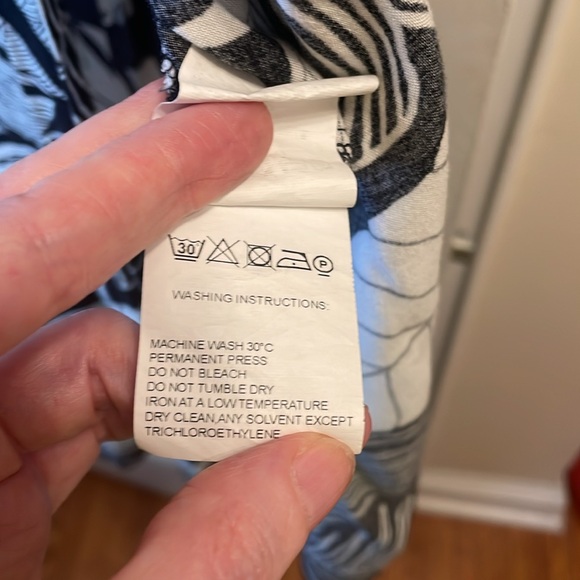 30
P
WASHING INSTRUCTIONS:
MACHINE WASH 30°C
PERMANENT PRESS
DO NOT BLEACH
DO NOT TUMBLE DRY
IRON AT A LOW TEMPERATURE
DRY CLEAN,ANY SOLVENT EXCEPT
TRICHLOROETHYLENE